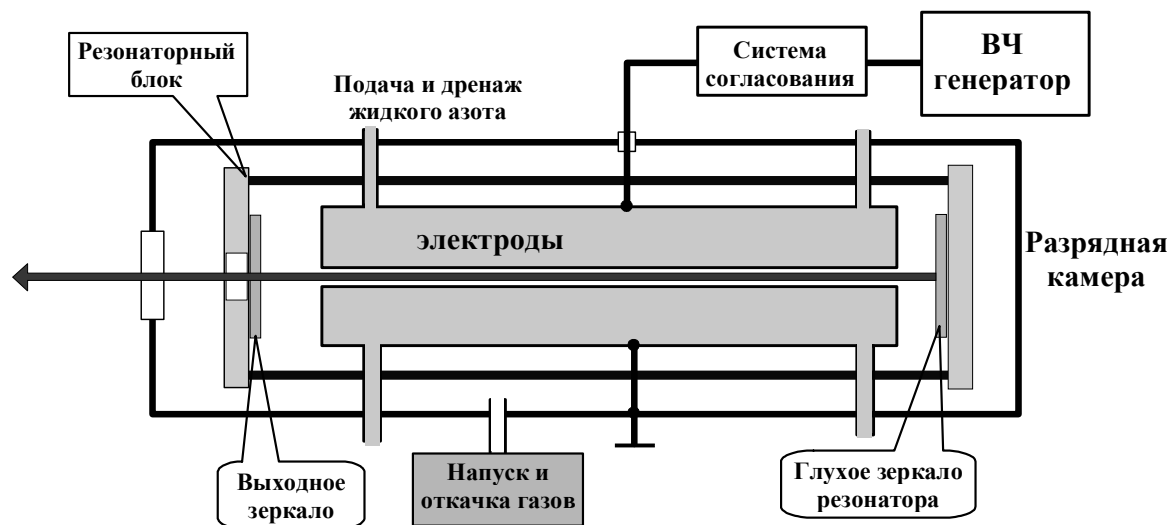 Резонаторный
блок
Подача и дренаж
жидкого азота
Система
согласования
ВЧ
генератор
электроды
Разрядная
камера
Выходное
зеркало
Напуск и
откачка газов
Глухое зеркало
резонатора